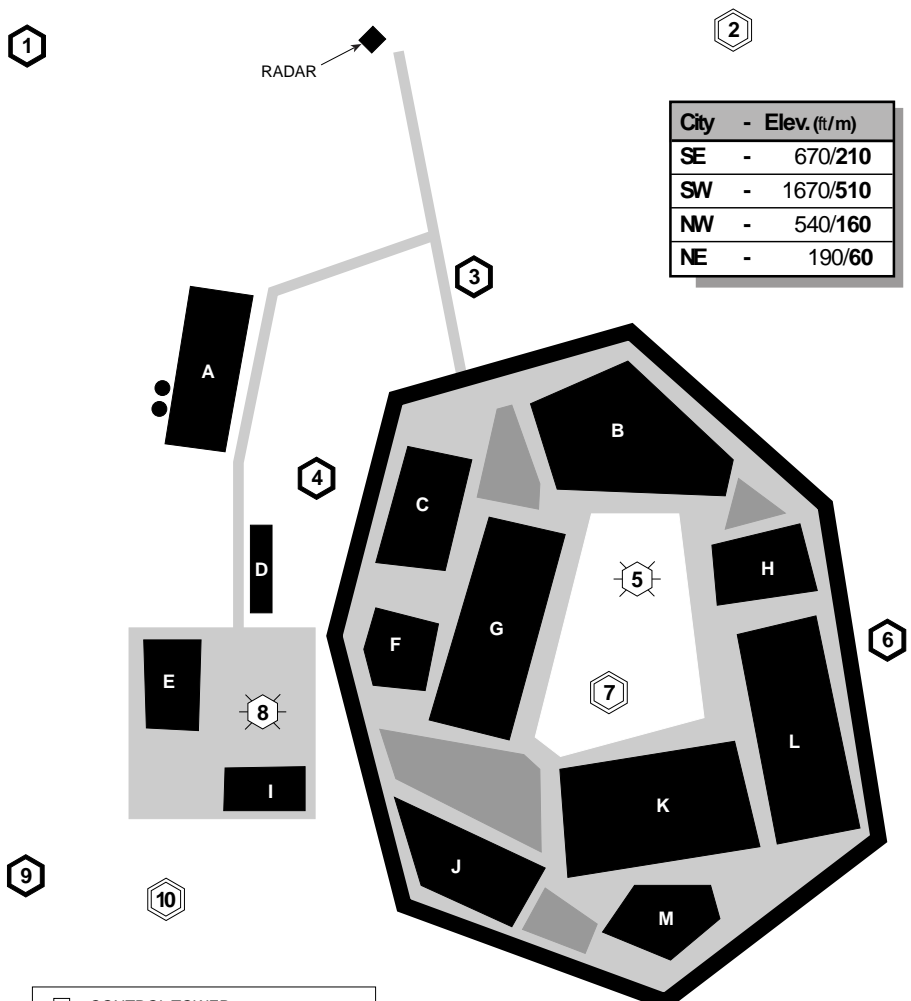 1
2
RADAR
City - Elev. (ft/m)
SE - 670/210
SW - 1670/510
NW - 540/160
NE - 190/60
3
A
B
4
C
D
H
5
G
F
6
E
7
8
L
I
K
J
9
10
M